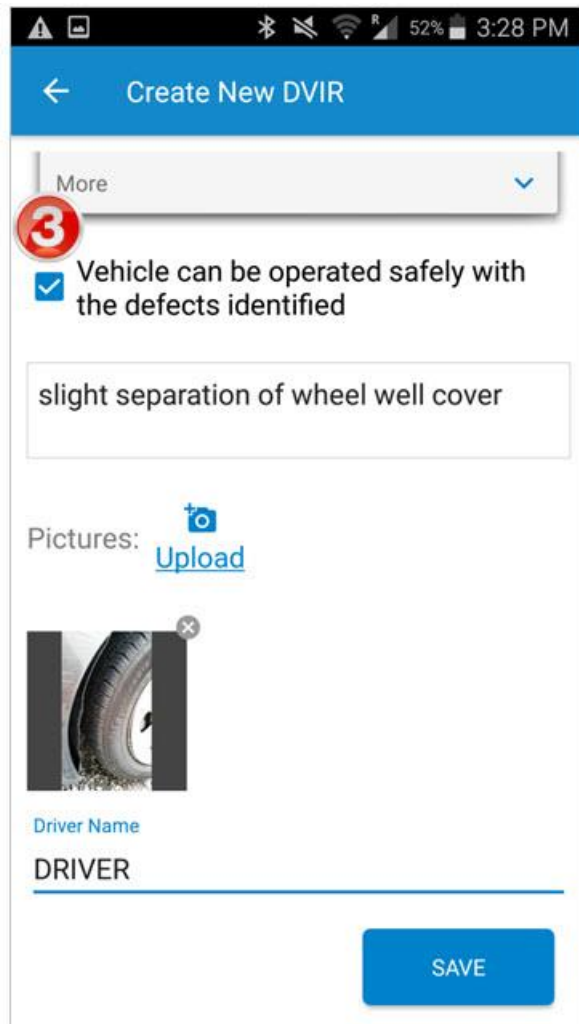 R
52% 3:28 PM
Create New DVIR
More
3
Vehicle can be operated safely with
the defects identified
slight separation of wheel well cover
Pictures:
Upload
Driver Name
DRIVER
SAVE